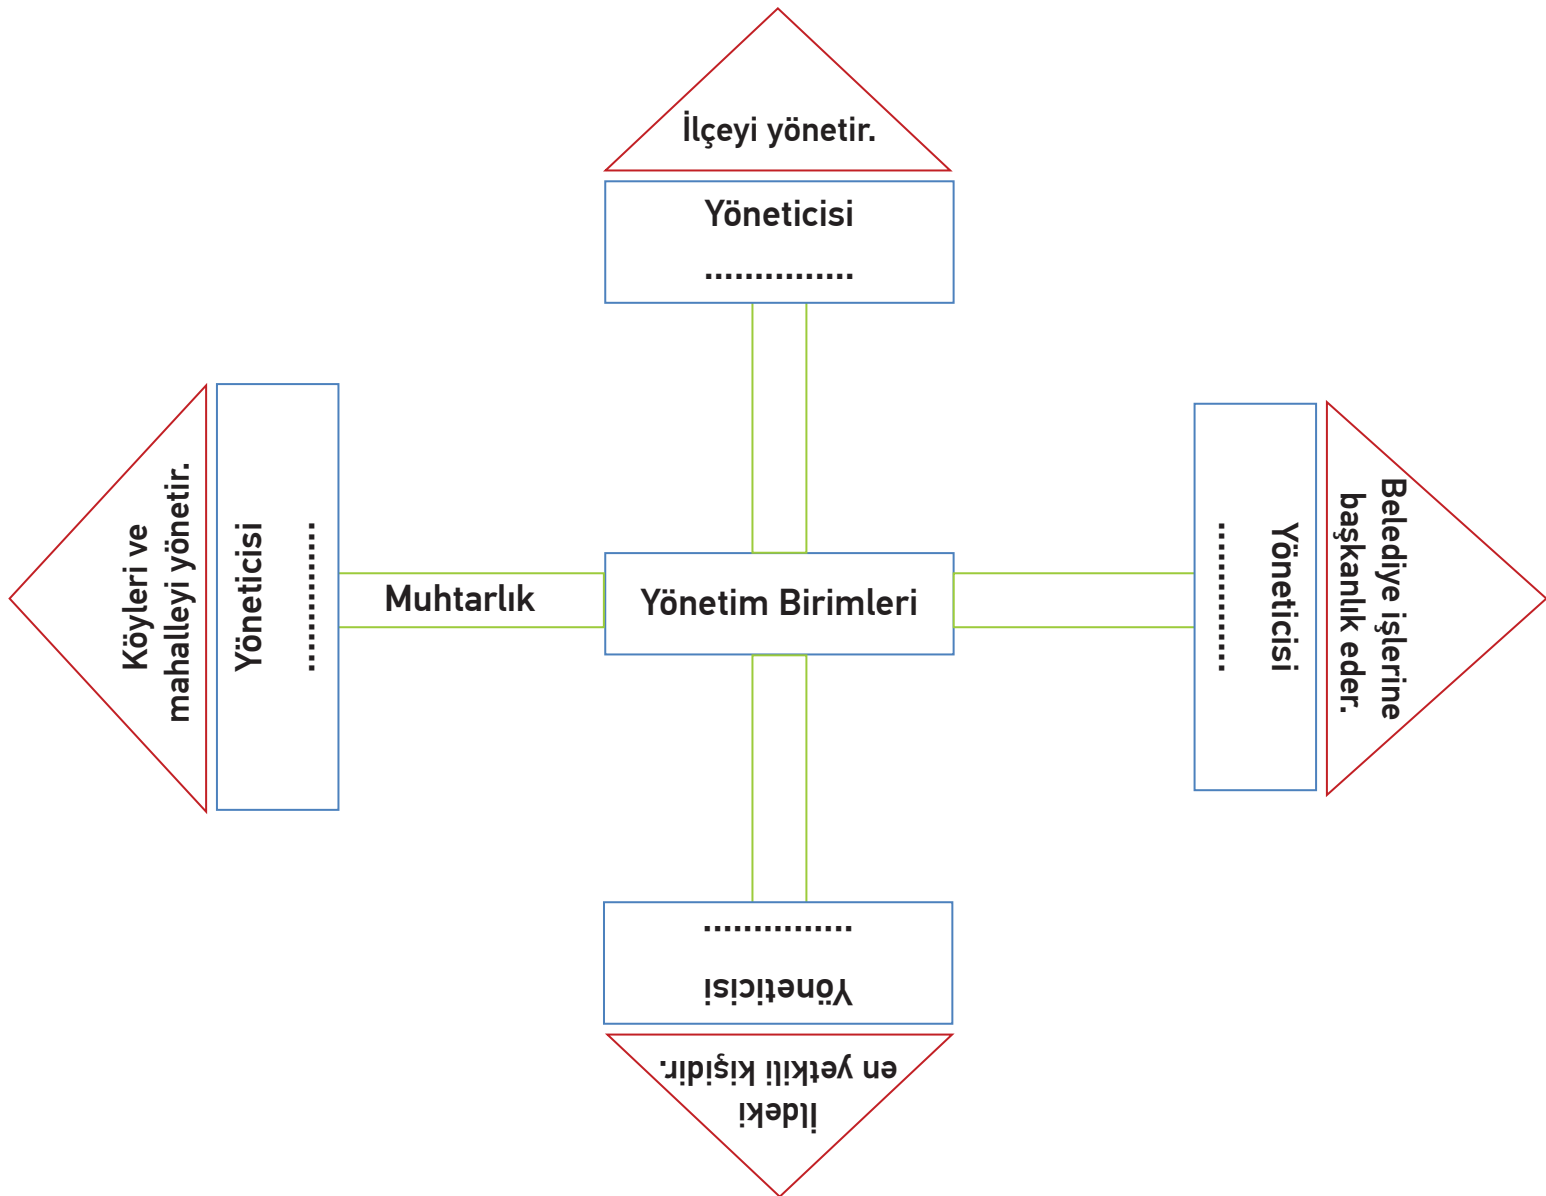 İlçeyi yönetir.
Yöneticisi
...............
Köyleri ve
mahalleyi yönetir.
Yöneticisi
...............
Muhtarlık
Yönetim Birimleri
Belediye işlerine
başkanlık eder.
Yöneticisi
...............
İldeki
en yetkili kişidir.
Yöneticisi
...............